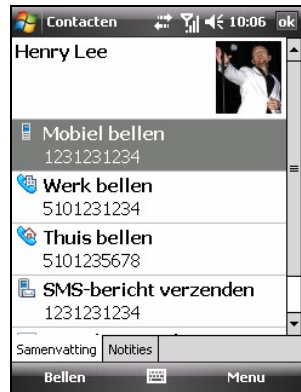 Contacten 10:06 ok
Henry Lee
Mobiel bellen
1231231234
Werk bellen
5101231234
Thuis bellen
5101235678
SMS-bericht verzenden
1231231234
Samenvatting Notities
Bellen Menu